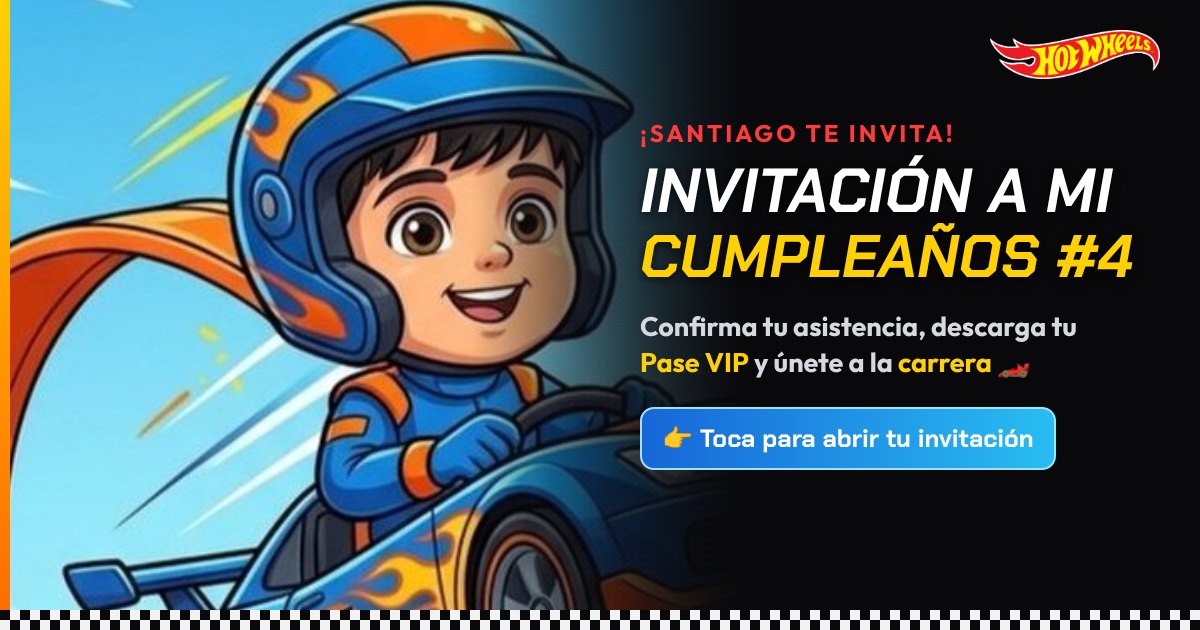 HOT WHEELS
¡SANTIAGO TE INVITA!
INVITACIÓN A MI
CUMPLEAÑOS #4
Confirma tu asistencia, descarga tu
Pase VIP y únete a la carrera 🏎️
👉 Toca para abrir tu invitación